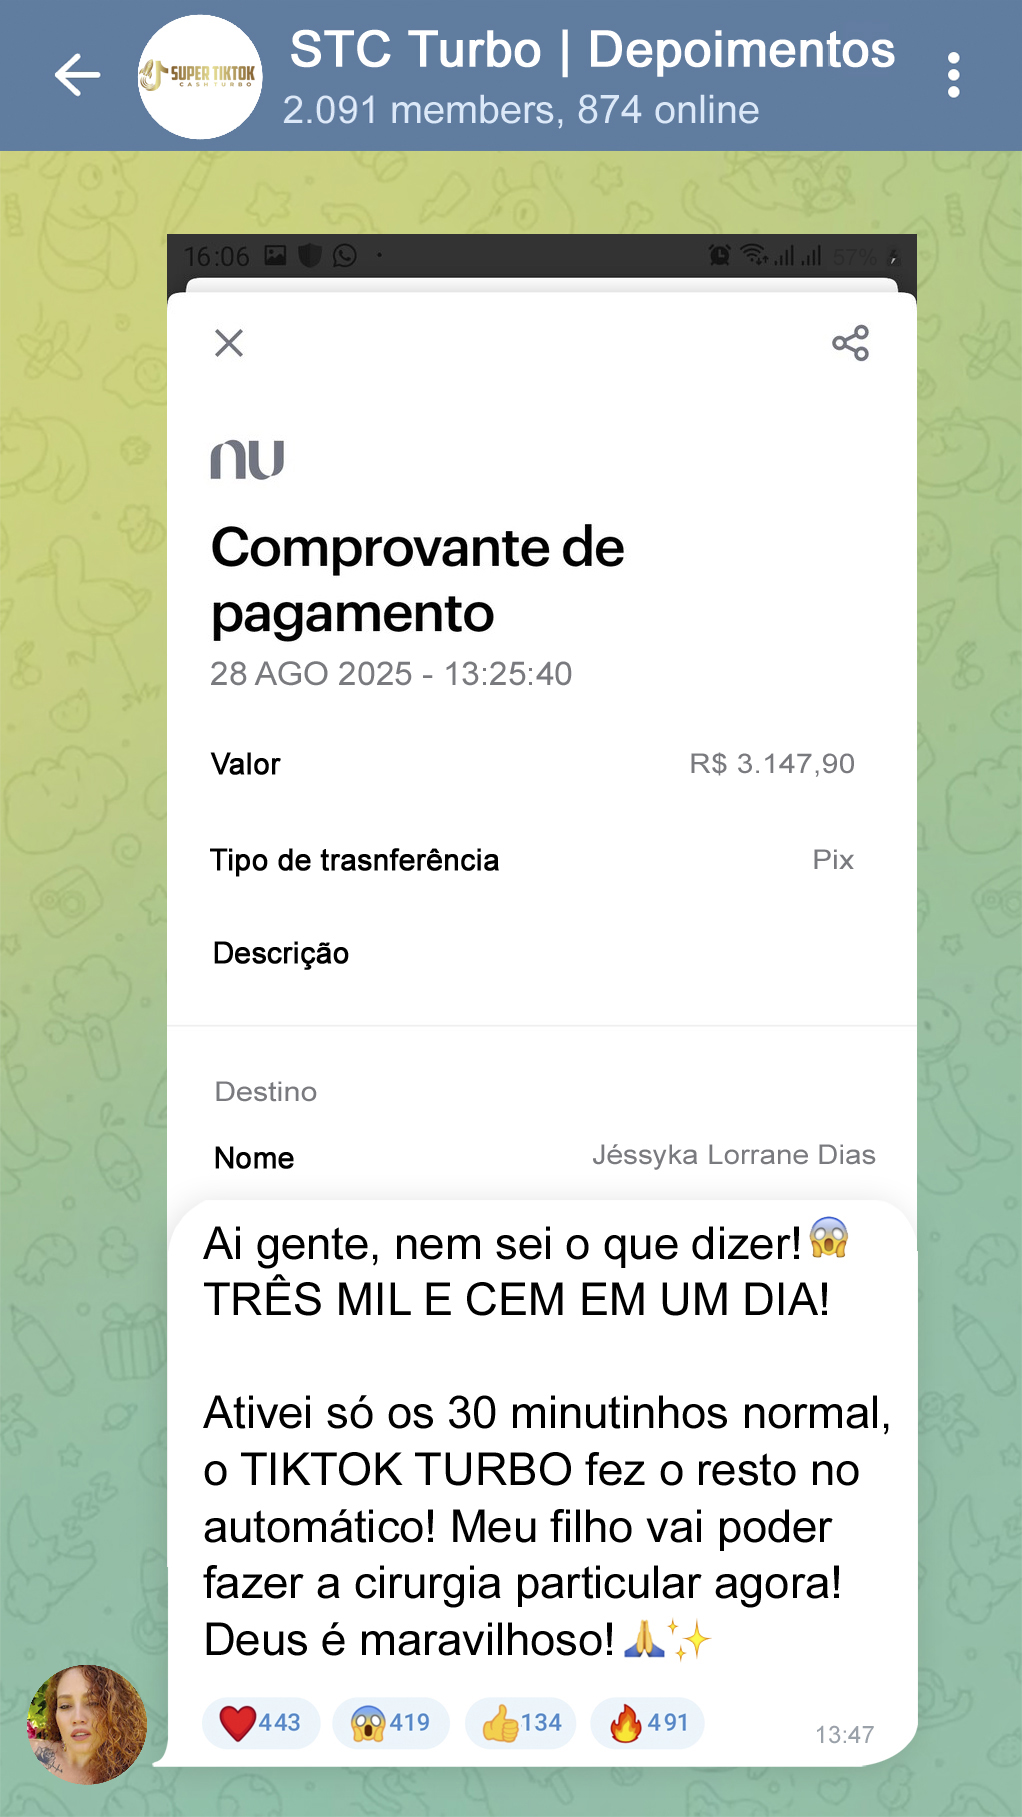 STC Turbo | Depoimentos
SUPER TIKTOK
CASH TURBO
2.091 members, 874 online
16:06
57%
nu
Comprovante de
pagamento
28 AGO 2025 - 13:25:40
Valor
R$ 3.147,90
Tipo de trasnferência
Pix
Descrição
Destino
Nome
Jéssyka Lorrane Dias
Ai gente, nem sei o que dizer!😱
TRÊS MIL E CEM EM UM DIA!
Ativei só os 30 minutinhos normal,
o TIKTOK TURBO fez o resto no
automático! Meu filho vai poder
fazer a cirurgia particular agora!
Deus é maravilhoso!🙏✨
❤️443 😱419 👍134 🔥491
13:47